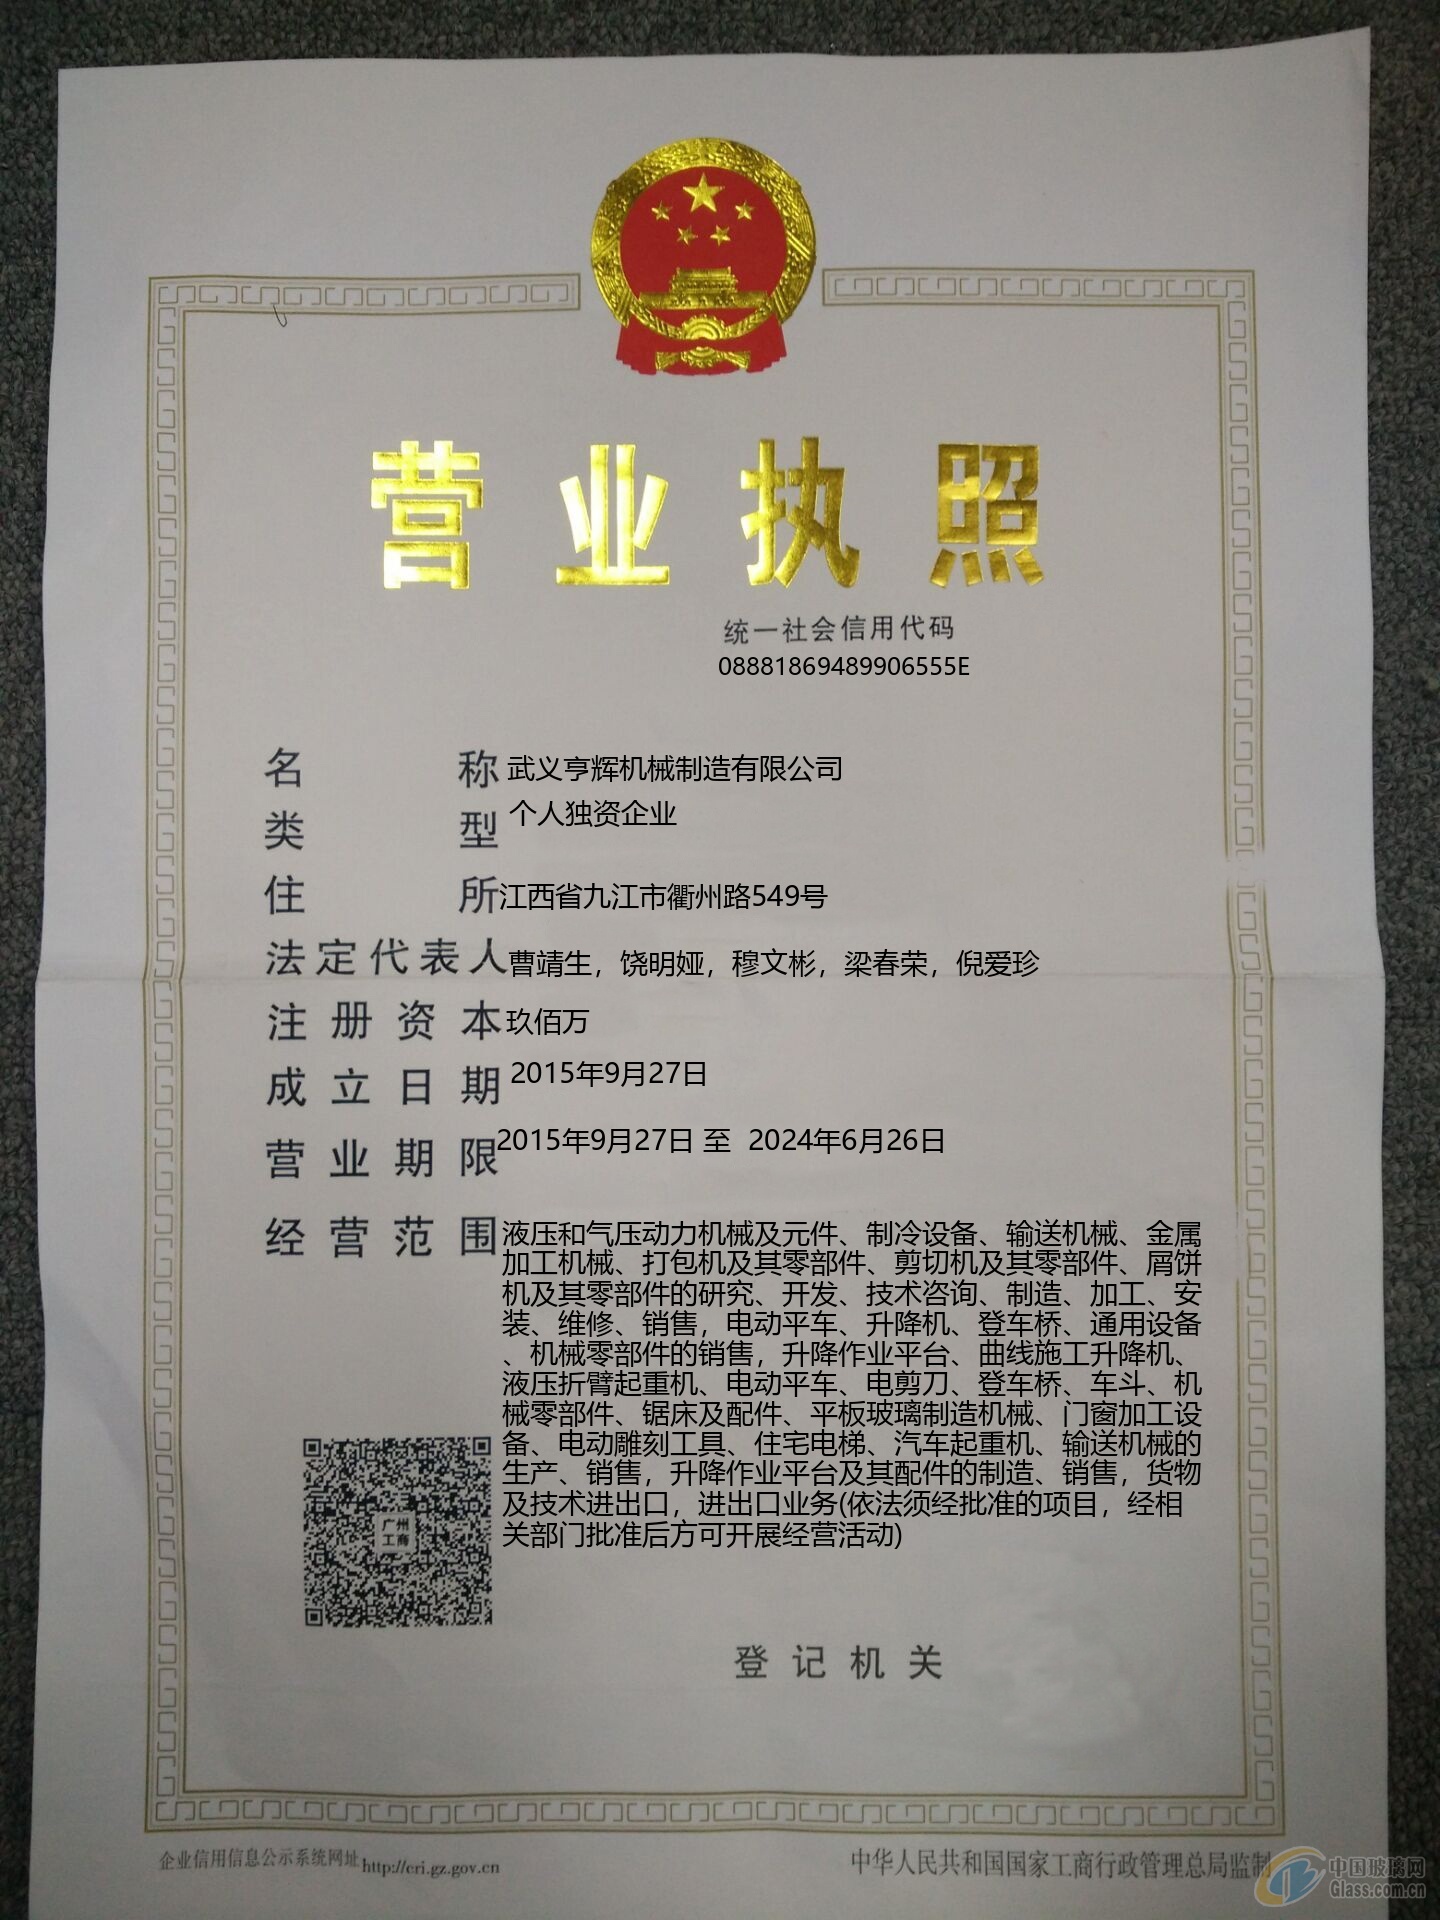 营业执照
统一社会信用代码
08881869489906555E
名称 武义亨辉机械制造有限公司
类型 个人独资企业
住所 江西省九江市衢州路549号
法定代表人 曹靖生，饶明娅，穆文彬，梁春荣，倪爱珍
注册资本 玖佰万
成立日期 2015年9月27日
营业期限 2015年9月27日 至 2024年6月26日
经营范围 液压和气压动力机械及元件、制冷设备、输送机械、金属
加工机械、打包机及其零部件、剪切机及其零部件、屑饼
机及其零部件的研究、开发、技术咨询、制造、加工、安
装、维修、销售，电动平车、升降机、登车桥、通用设备
、机械零部件的销售，升降作业平台、曲线施工升降机、
液压折臂起重机、电动平车、电剪刀、登车桥、车斗、机
械零部件、锯床及配件、平板玻璃制造机械、门窗加工设
备、电动雕刻工具、住宅电梯、汽车起重机、输送机械的
生产、销售，升降作业平台及其配件的制造、销售，货物
及技术进出口，进出口业务(依法须经批准的项目，经相
关部门批准后方可开展经营活动)
广州
工商
登记机关
企业信用信息公示系统网址 http://cri.gz.gov.cn
中华人民共和国国家工商行政管理总局监制
中国玻璃网
Glass.com.cn